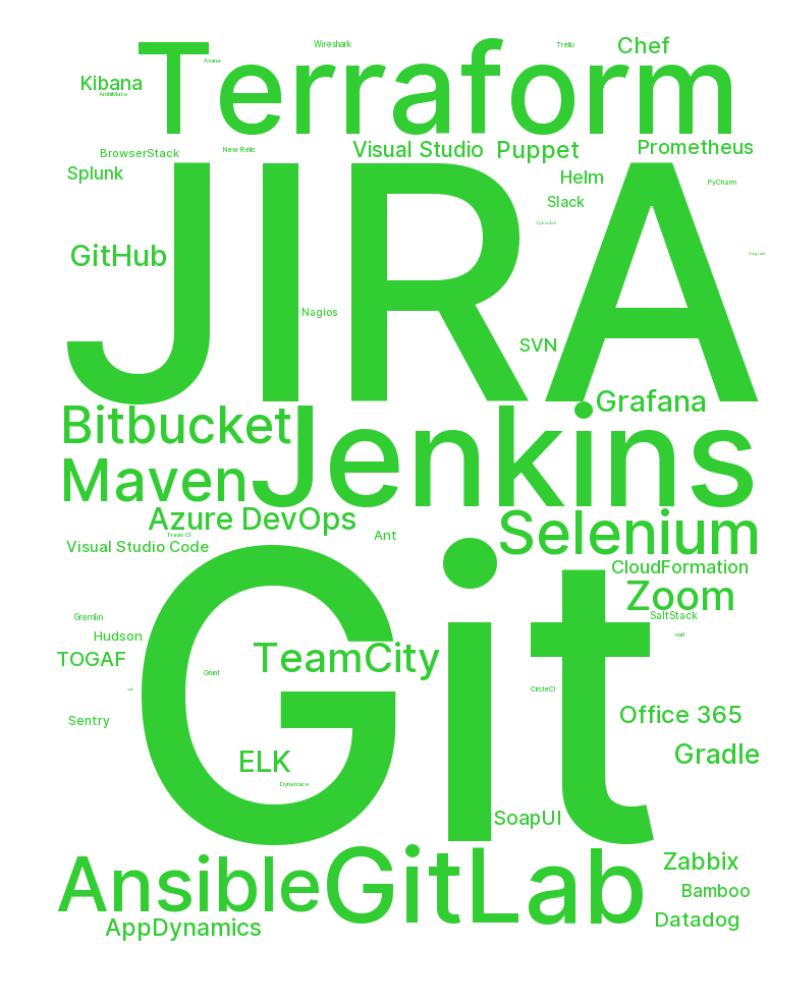 Wireshark
Trello
Chef
Terraform
Asana
Kibana
ArchiMate
BrowserStack
New Relic
Visual Studio
Puppet
Prometheus
Splunk
Helm
PyCharm
JIRA
Slack
GitHub
Nagios
SVN
Grafana
Bitbucket
Jenkins
Maven
Azure DevOps
Selenium
Travis CI
Ant
Visual Studio Code
CloudFormation
Zoom
Git
Gremlin
SaltStack
Hudson
TOGAF
TeamCity
Grunt
CircleCI
Sentry
Office 365
Gradle
ELK
Dynatrace
SoapUI
Ansible
GitLab
Zabbix
Bamboo
Datadog
AppDynamics